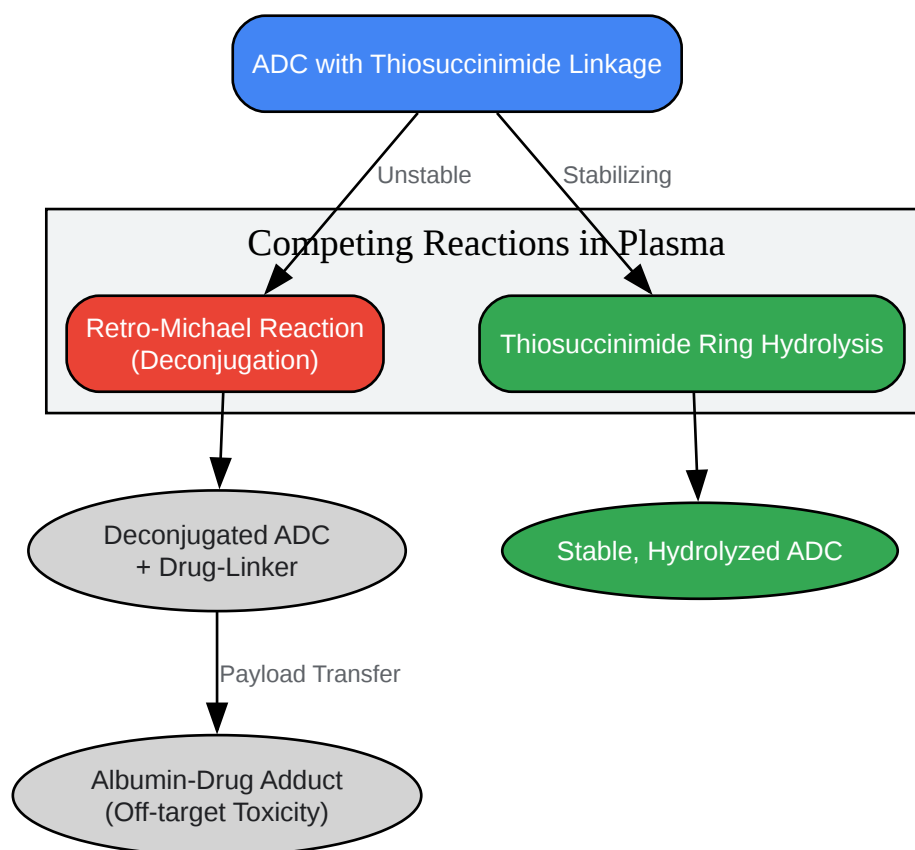 ADC with Thiosuccinimide Linkage
Unstable
Stabilizing
Competing Reactions in Plasma
Retro-Michael Reaction
(Deconjugation)
Thiosuccinimide Ring Hydrolysis
Deconjugated ADC
+ Drug-Linker
Stable, Hydrolyzed ADC
Payload Transfer
Albumin-Drug Adduct
(Off-target Toxicity)